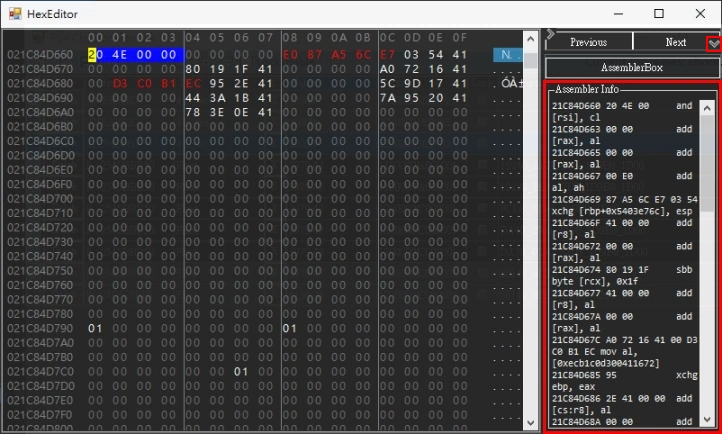 HexEditor
00 01 02 03 04 05 06 07 08 09 0A 0B 0C 0D 0E 0F
021C84D660 20 4E 00 00 00 00 00 00 E0 87 A5 6C E7 03 54 41 N..
021C84D670 00 00 00 00 80 19 1F 41 00 00 00 00 A0 72 16 41 ....
021C84D680 00 D3 C0 B1 EC 95 2E 41 00 00 00 00 5C 9D 17 41 .ÓÀ±
021C84D690 00 00 00 00 44 3A 1B 41 00 00 00 00 7A 95 20 41 ....
021C84D6A0 00 00 00 00 78 3E 0E 41 00 00 00 00 00 00 00 00 ....
021C84D6B0 00 00 00 00 00 00 00 00 00 00 00 00 00 00 00 00 ....
021C84D6C0 00 00 00 00 00 00 00 00 00 00 00 00 00 00 00 00 ....
021C84D6D0 00 00 00 00 00 00 00 00 00 00 00 00 00 00 00 00 ....
021C84D6E0 00 00 00 00 00 00 00 00 00 00 00 00 00 00 00 00 ....
021C84D6F0 00 00 00 00 00 00 00 00 00 00 00 00 00 00 00 00 ....
021C84D700 00 00 00 00 00 00 00 00 00 00 00 00 00 00 00 00 ....
021C84D710 00 00 00 00 00 00 00 00 00 00 00 00 00 00 00 00 ....
021C84D720 00 00 00 00 00 00 00 00 00 00 00 00 00 00 00 00 ....
021C84D730 00 00 00 00 00 00 00 00 00 00 00 00 00 00 00 00 ....
021C84D740 00 00 00 00 00 00 00 00 00 00 00 00 00 00 00 00 ....
021C84D750 00 00 00 00 00 00 00 00 00 00 00 00 00 00 00 00 ....
021C84D760 00 00 00 00 00 00 00 00 00 00 00 00 00 00 00 00 ....
021C84D770 00 00 00 00 00 00 00 00 00 00 00 00 00 00 00 00 ....
021C84D780 00 00 00 00 00 00 00 00 00 00 00 00 00 00 00 00 ....
021C84D790 01 00 00 00 00 00 00 00 01 00 00 00 00 00 00 00 ....
021C84D7A0 00 00 00 00 00 00 00 00 00 00 00 00 00 00 00 00 ....
021C84D7B0 00 00 00 00 00 00 00 00 00 00 00 00 00 00 00 00 ....
021C84D7C0 00 00 00 00 00 00 01 00 00 00 00 00 00 00 00 00 ....
021C84D7D0 00 00 00 00 00 00 00 00 00 00 00 00 00 00 00 00 ....
021C84D7E0 00 00 00 00 00 00 00 00 00 00 00 00 00 00 00 00 ....
021C84D7F0 00 00 00 00 00 00 00 00 00 00 00 00 00 00 00 00 ....
021C84D800 00 00 00 00 00 00 00 00 00 00 00 00 00 00 00 00 ....
Previous Next
AssemblerBox
Assembler Info
21C84D660 20 4E 00 and
[rsi], cl
21C84D663 00 00 add
[rax], al
21C84D665 00 00 add
[rax], al
21C84D667 00 E0 add
al, ah
21C84D669 87 A5 6C E7 03 54
xchg [rbp+0x5403e76c], esp
21C84D66F 41 00 00 add
[r8], al
21C84D672 00 00 add
[rax], al
21C84D674 80 19 1F sbb
byte [rcx], 0x1f
21C84D677 41 00 00 add
[r8], al
21C84D67A 00 00 add
[rax], al
21C84D67C A0 72 16 41 00 D3
C0 B1 EC mov al,
[0xecb1c0d300411672]
21C84D685 95 xchg
ebp, eax
21C84D686 2E 41 00 00 add
[cs:r8], al
21C84D68A 00 00 add